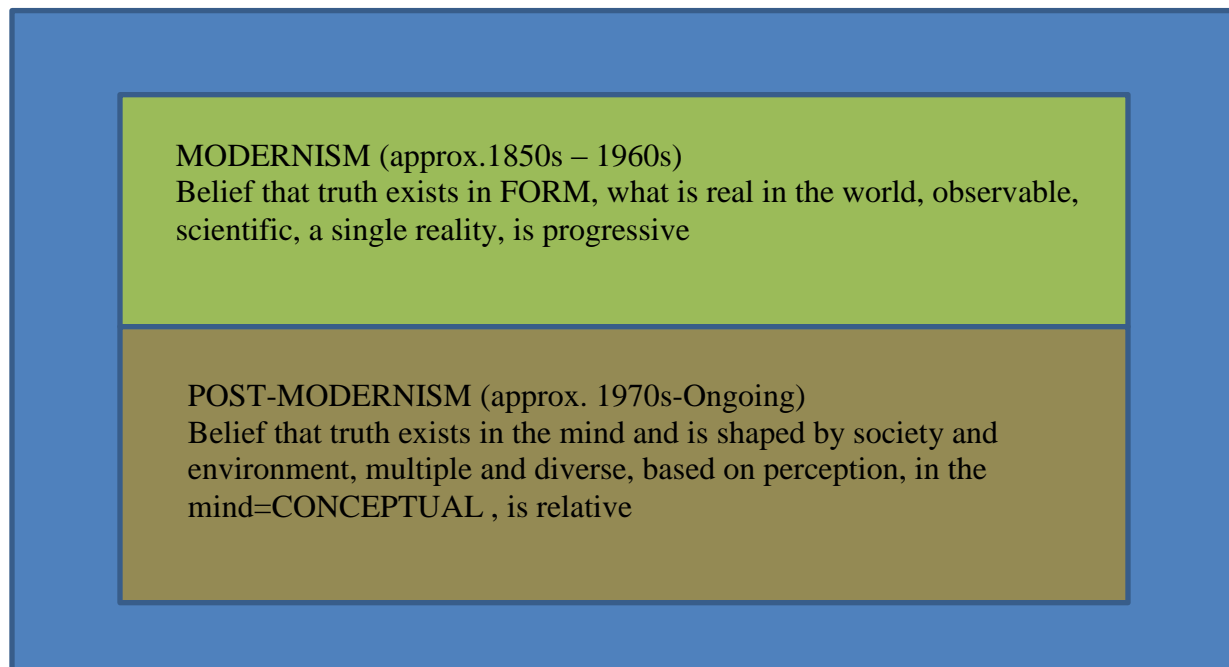 MODERNISM (approx.1850s – 1960s)
Belief that truth exists in FORM, what is real in the world, observable,
scientific, a single reality, is progressive
POST-MODERNISM (approx. 1970s-Ongoing)
Belief that truth exists in the mind and is shaped by society and
environment, multiple and diverse, based on perception, in the
mind=CONCEPTUAL , is relative